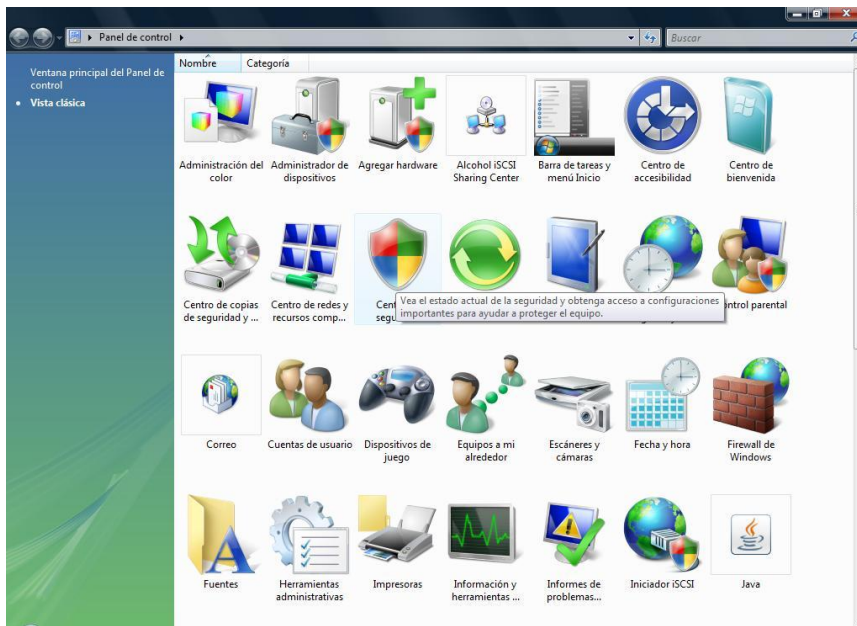 Panel de control
Buscar
Ventana principal del Panel de
control
Vista clásica
Nombre
Categoría
Administración del
color
Administrador de
dispositivos
Agregar hardware
Alcohol iSCSI
Sharing Center
Barra de tareas y
menú Inicio
Centro de
accesibilidad
Centro de
bienvenida
Centro de copias
de seguridad y ...
Centro de redes y
recursos comp...
Cent
segu
Vea el estado actual de la seguridad y obtenga acceso a configuraciones
importantes para ayudar a proteger el equipo.
ntrol parental
Correo
Cuentas de usuario
Dispositivos de
juego
Equipos a mi
alrededor
Escáneres y
cámaras
Fecha y hora
Firewall de
Windows
Fuentes
Herramientas
administrativas
Impresoras
Información y
herramientas ...
Informes de
problemas...
Iniciador iSCSI
Java